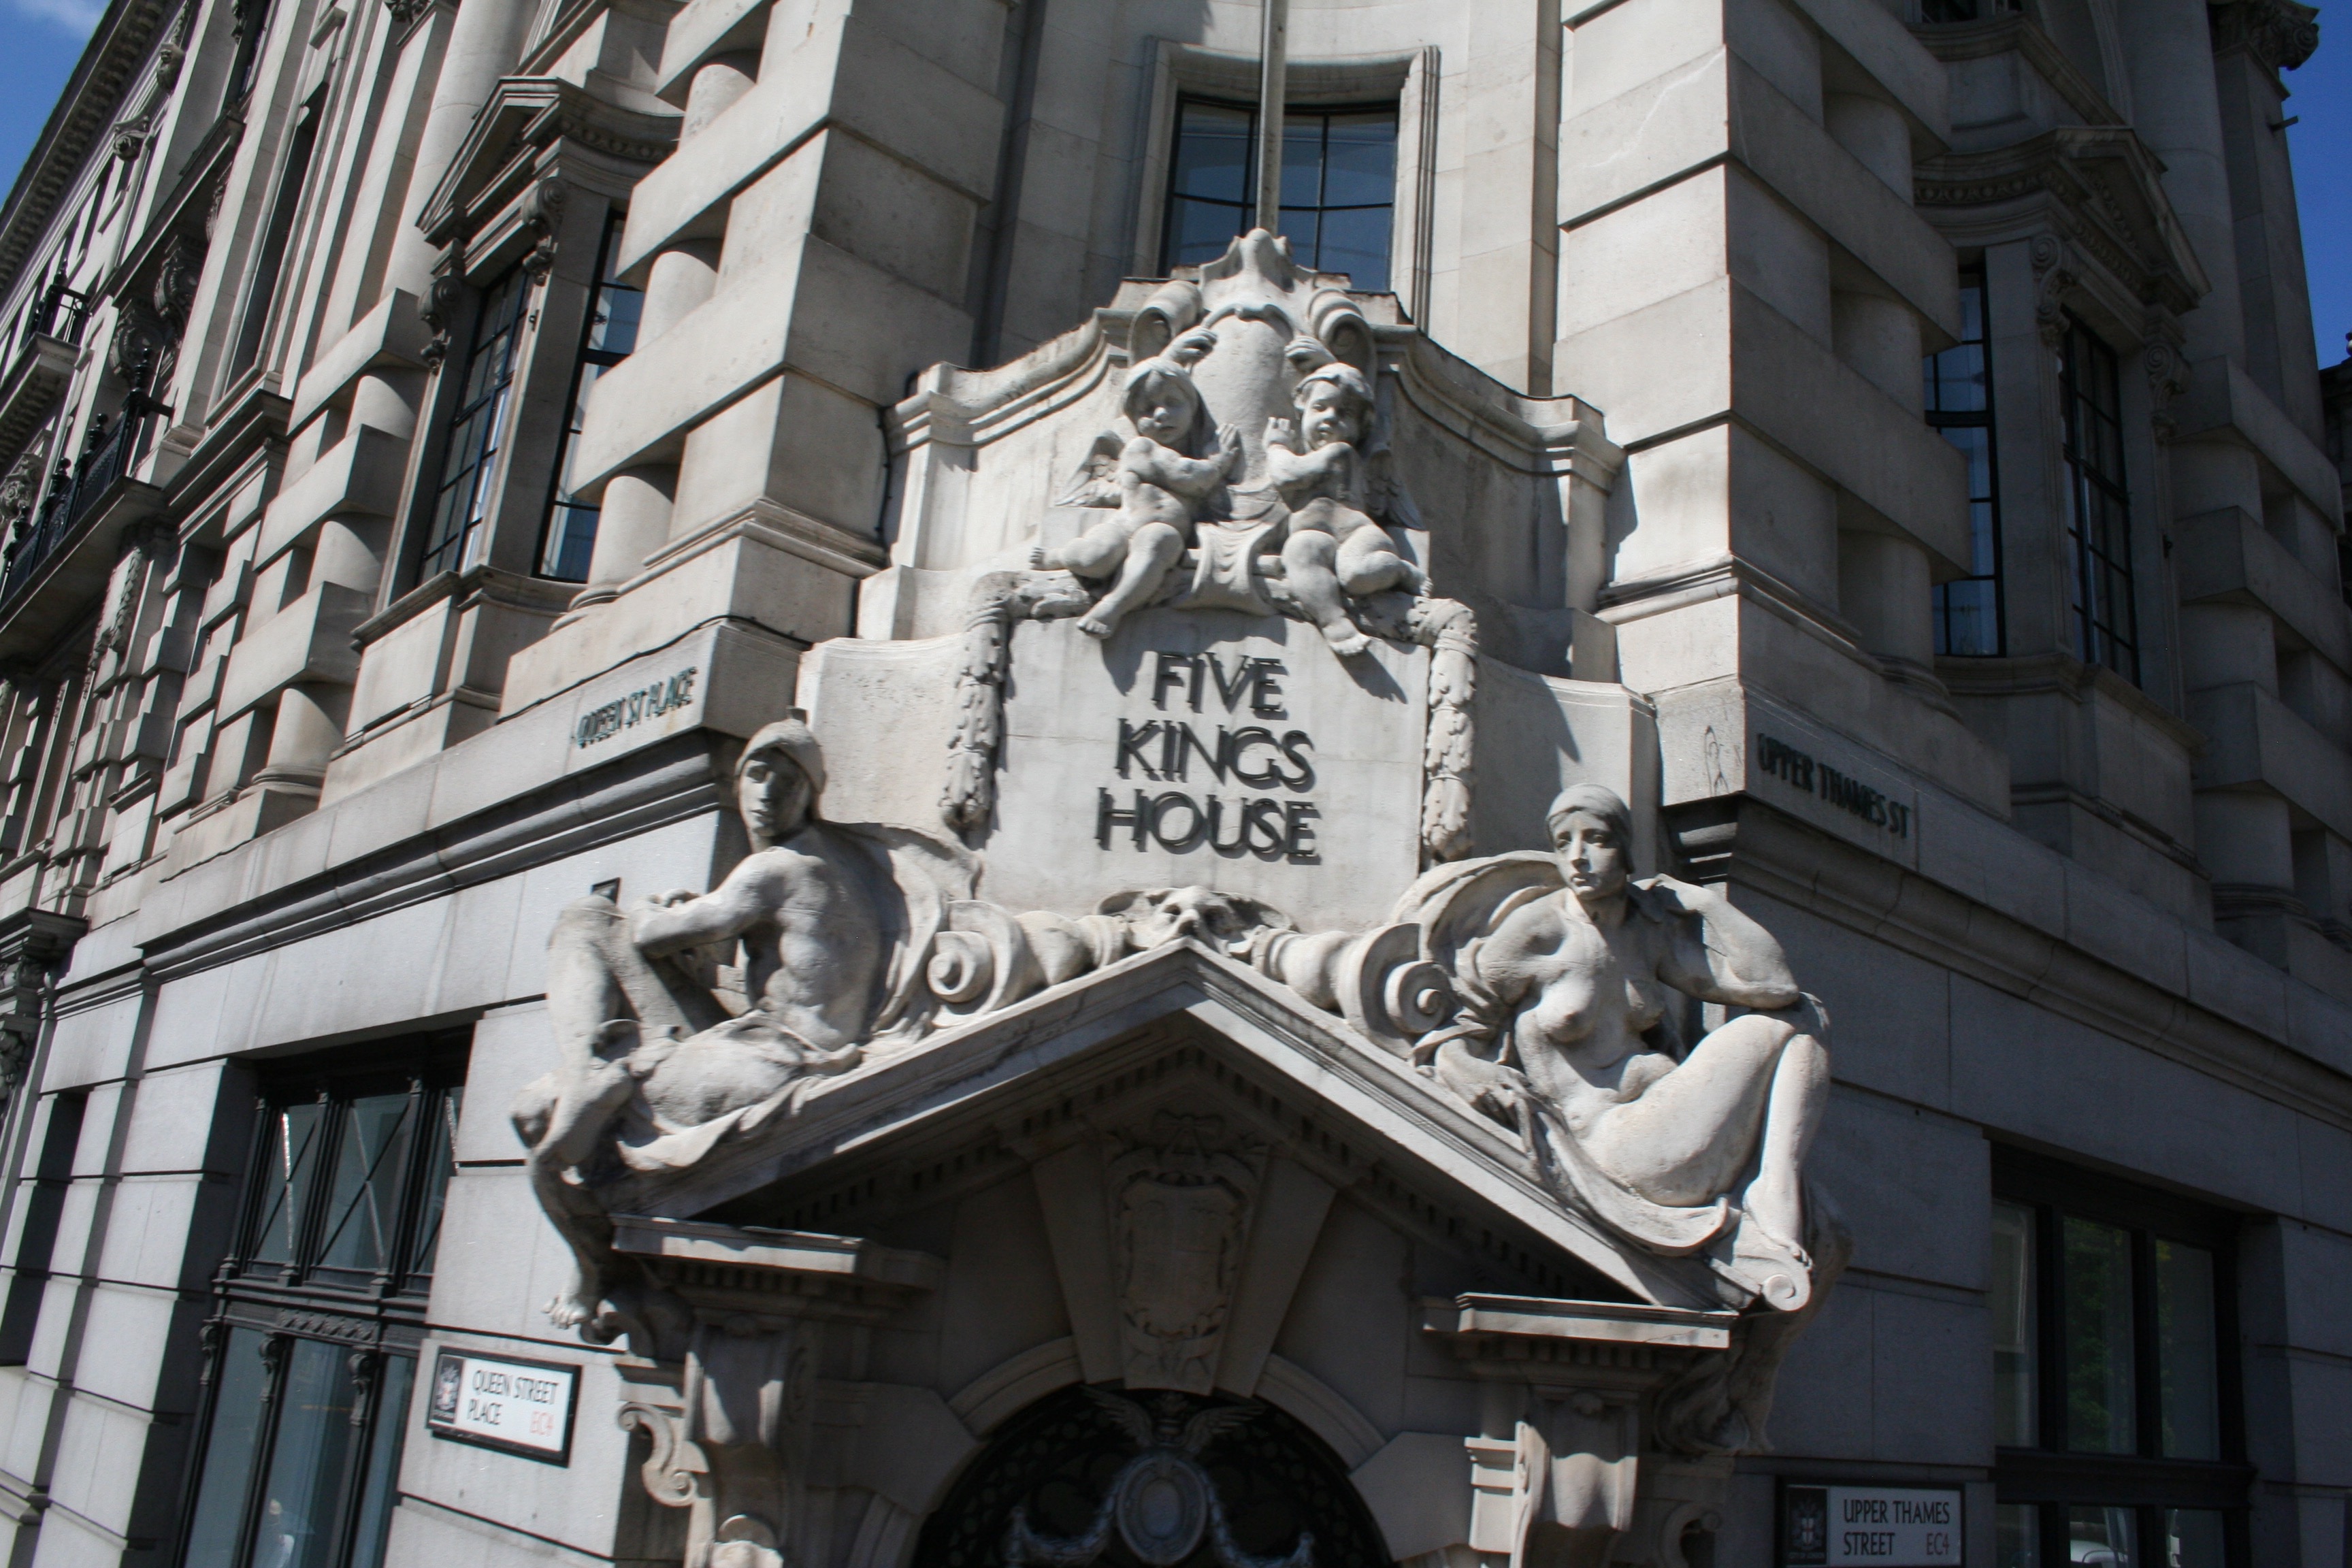 QUEEN ST PLACE
FIVE
KINGS
HOUSE
UPPER THAMES ST
QUEEN STREET
PLACE EC4
UPPER THAMES
STREET EC4